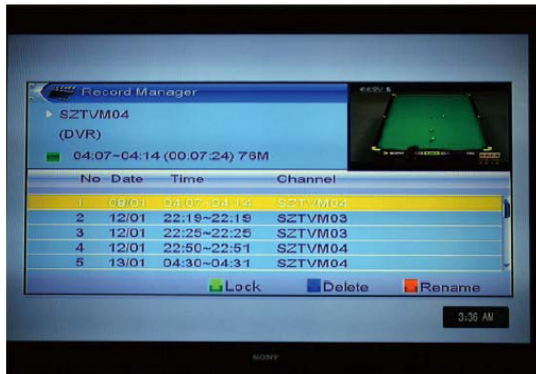 Record Manager
SZTVM04
(DVR)
04:07~04:14 (00:07:24) 76M
No Date Time Channel
1 09/01 04:07~04:14 SZTVM04
2 12/01 22:19~22:19 SZTVM03
3 12/01 22:25~22:25 SZTVM03
4 12/01 22:50~22:51 SZTVM04
5 13/01 04:30~04:31 SZTVM04
Lock Delete Rename
3:36 AM
SONY